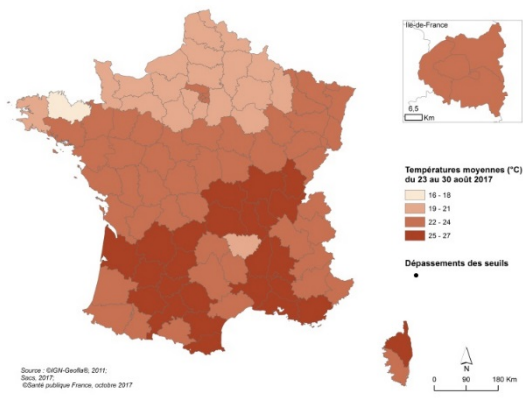 Île-de-France
6,5
Km
Températures moyennes (°C)
du 23 au 30 août 2017
16 - 18
19 - 21
22 - 24
25 - 27
Dépassements des seuils
N
0 90 180 Km
Source : ©IGN-Geofla®, 2011;
Sacs, 2017;
©Santé publique France, octobre 2017